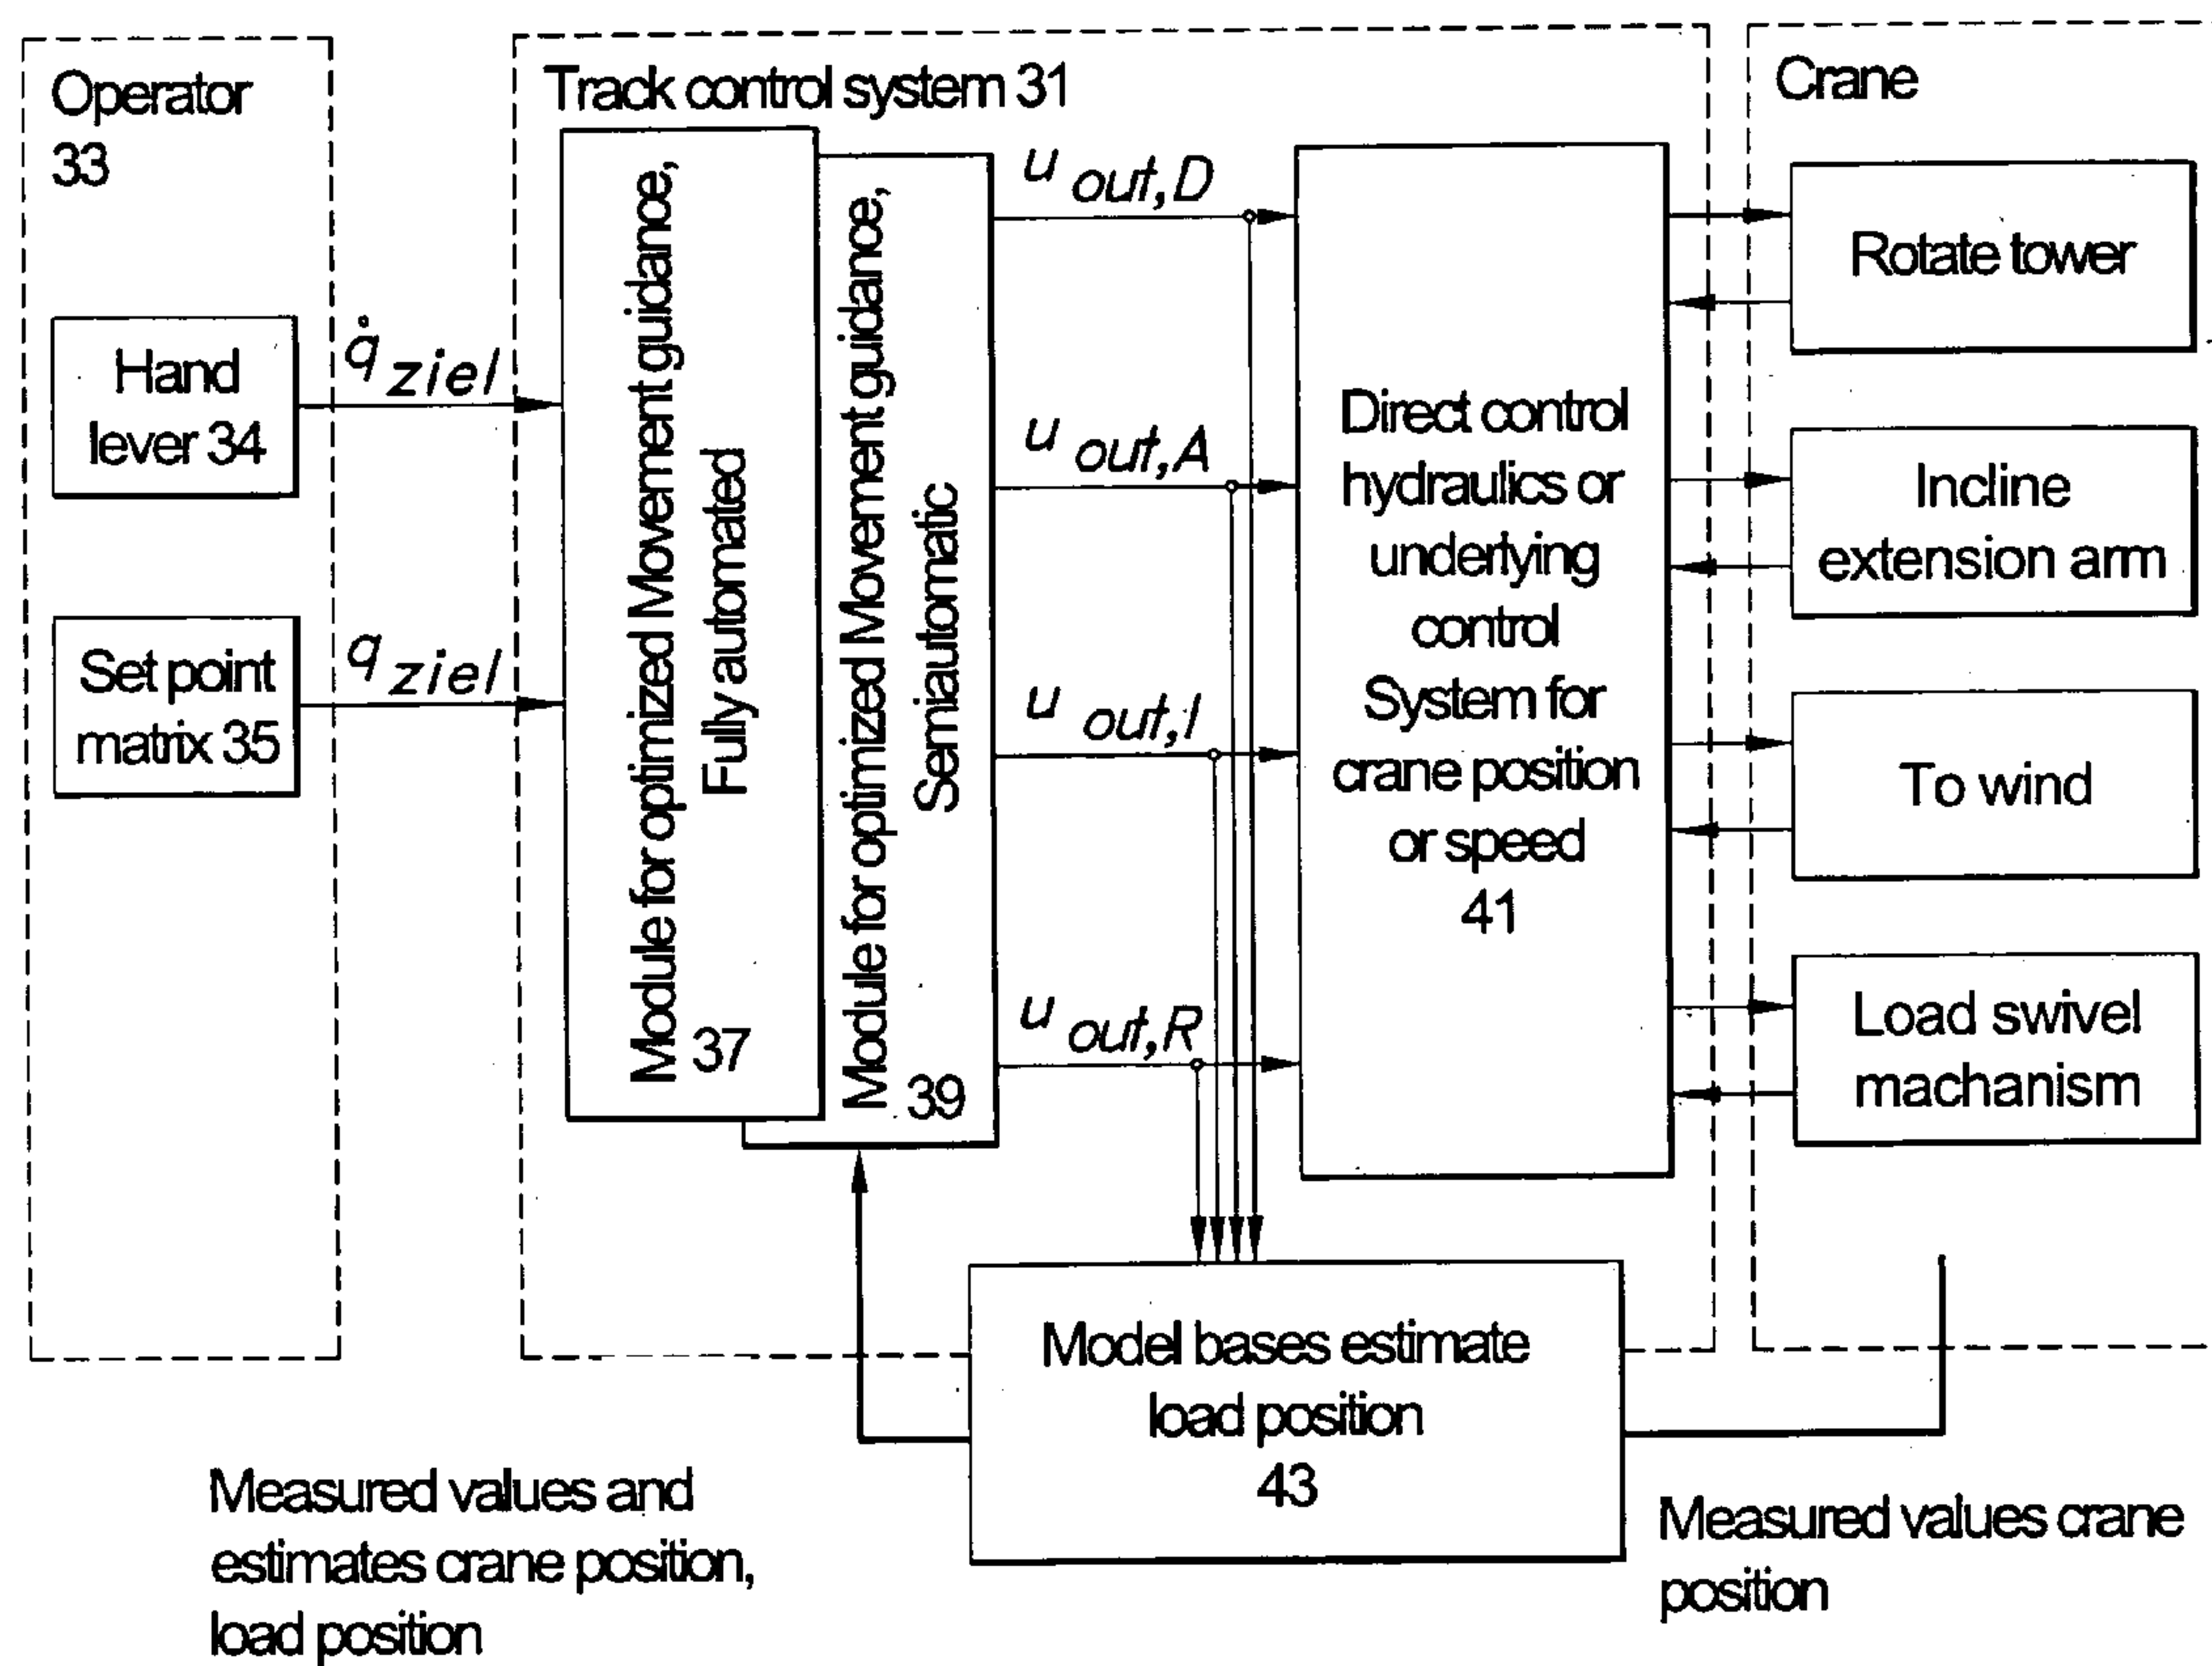 Operator
33
Hand
lever 34
Set point
matrix 35
q̇ ziel
q ziel
Track control system 31
Module for optimized Movement guidance,
Fully automated
37
Module for optimized Movement guidance,
Semiautomatic
39
u out,D
u out,A
u out,I
u out,R
Direct control
hydraulics or
underlying
control
System for
crane position
or speed
41
Crane
Rotate tower
Incline
extension arm
To wind
Load swivel
machanism
Model bases estimate
load position
43
Measured values and
estimates crane position,
load position
Measured values crane
position